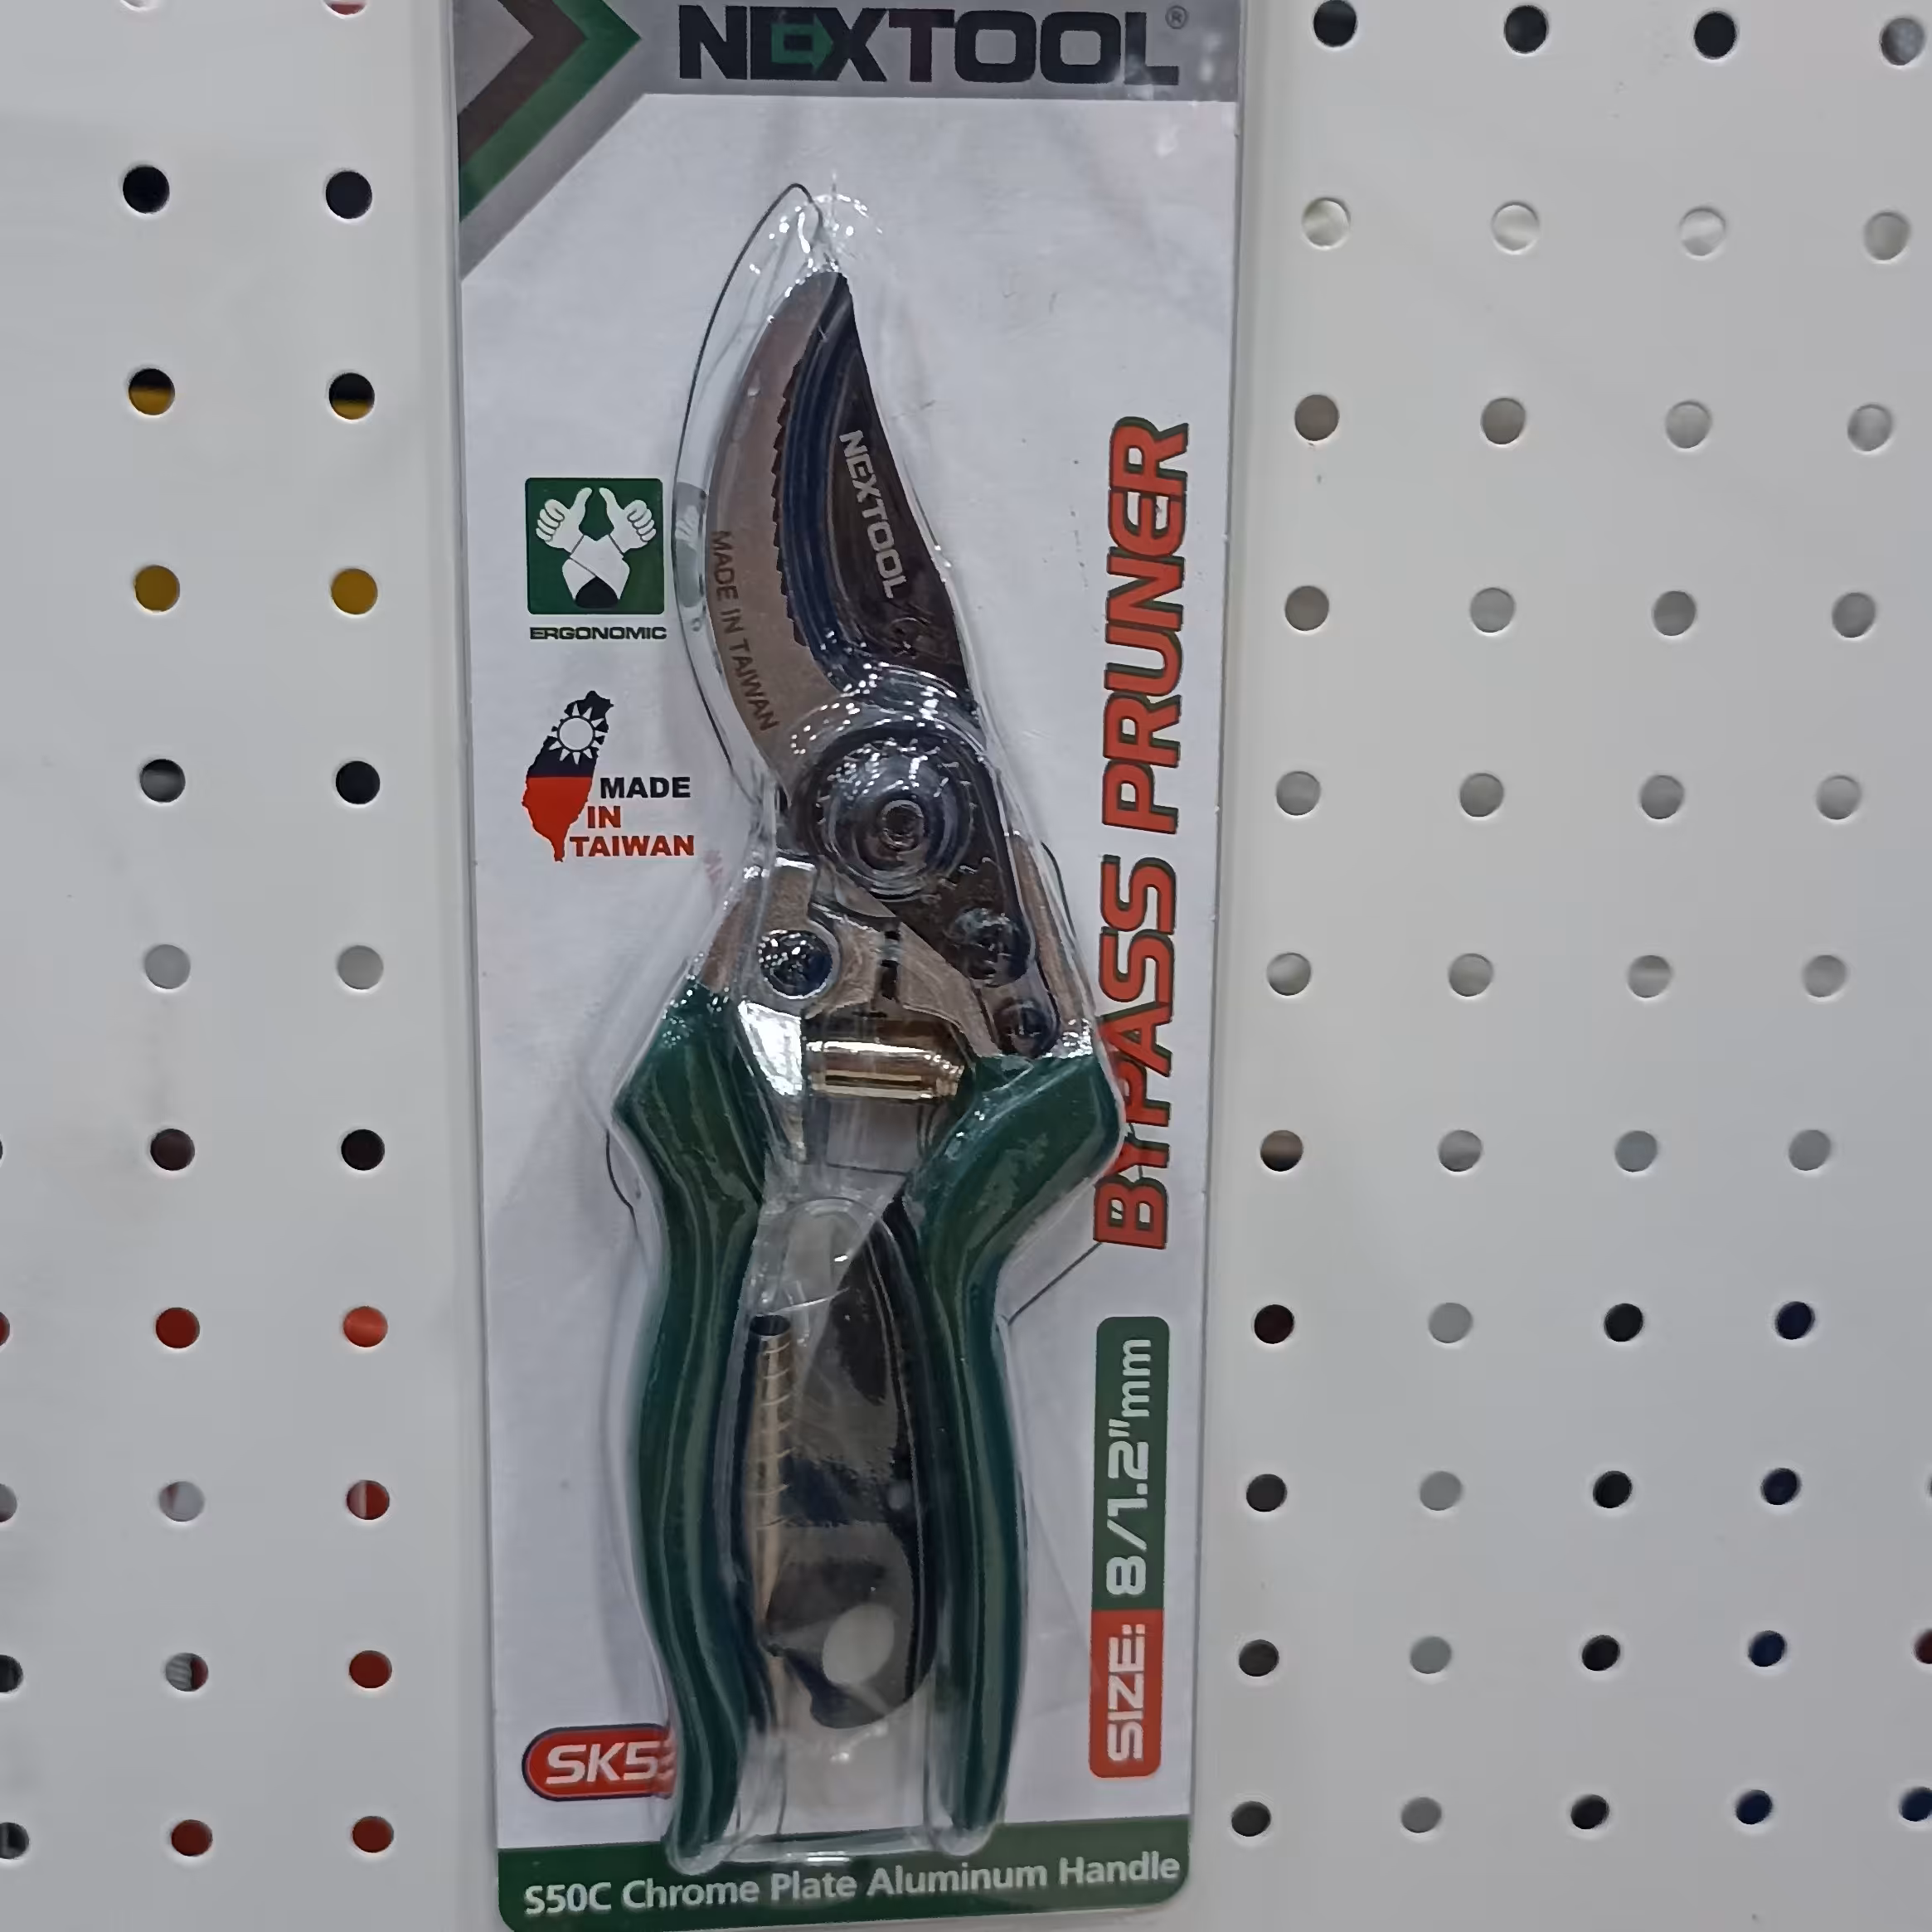 NEXTOOL®
NEXTOOL
MADE IN TAIWAN
ERGONOMIC
MADE
IN
TAIWAN
BYPASS PRUNER
SIZE: 8/1.2"mm
SK5
S50C Chrome Plate Aluminum Handle